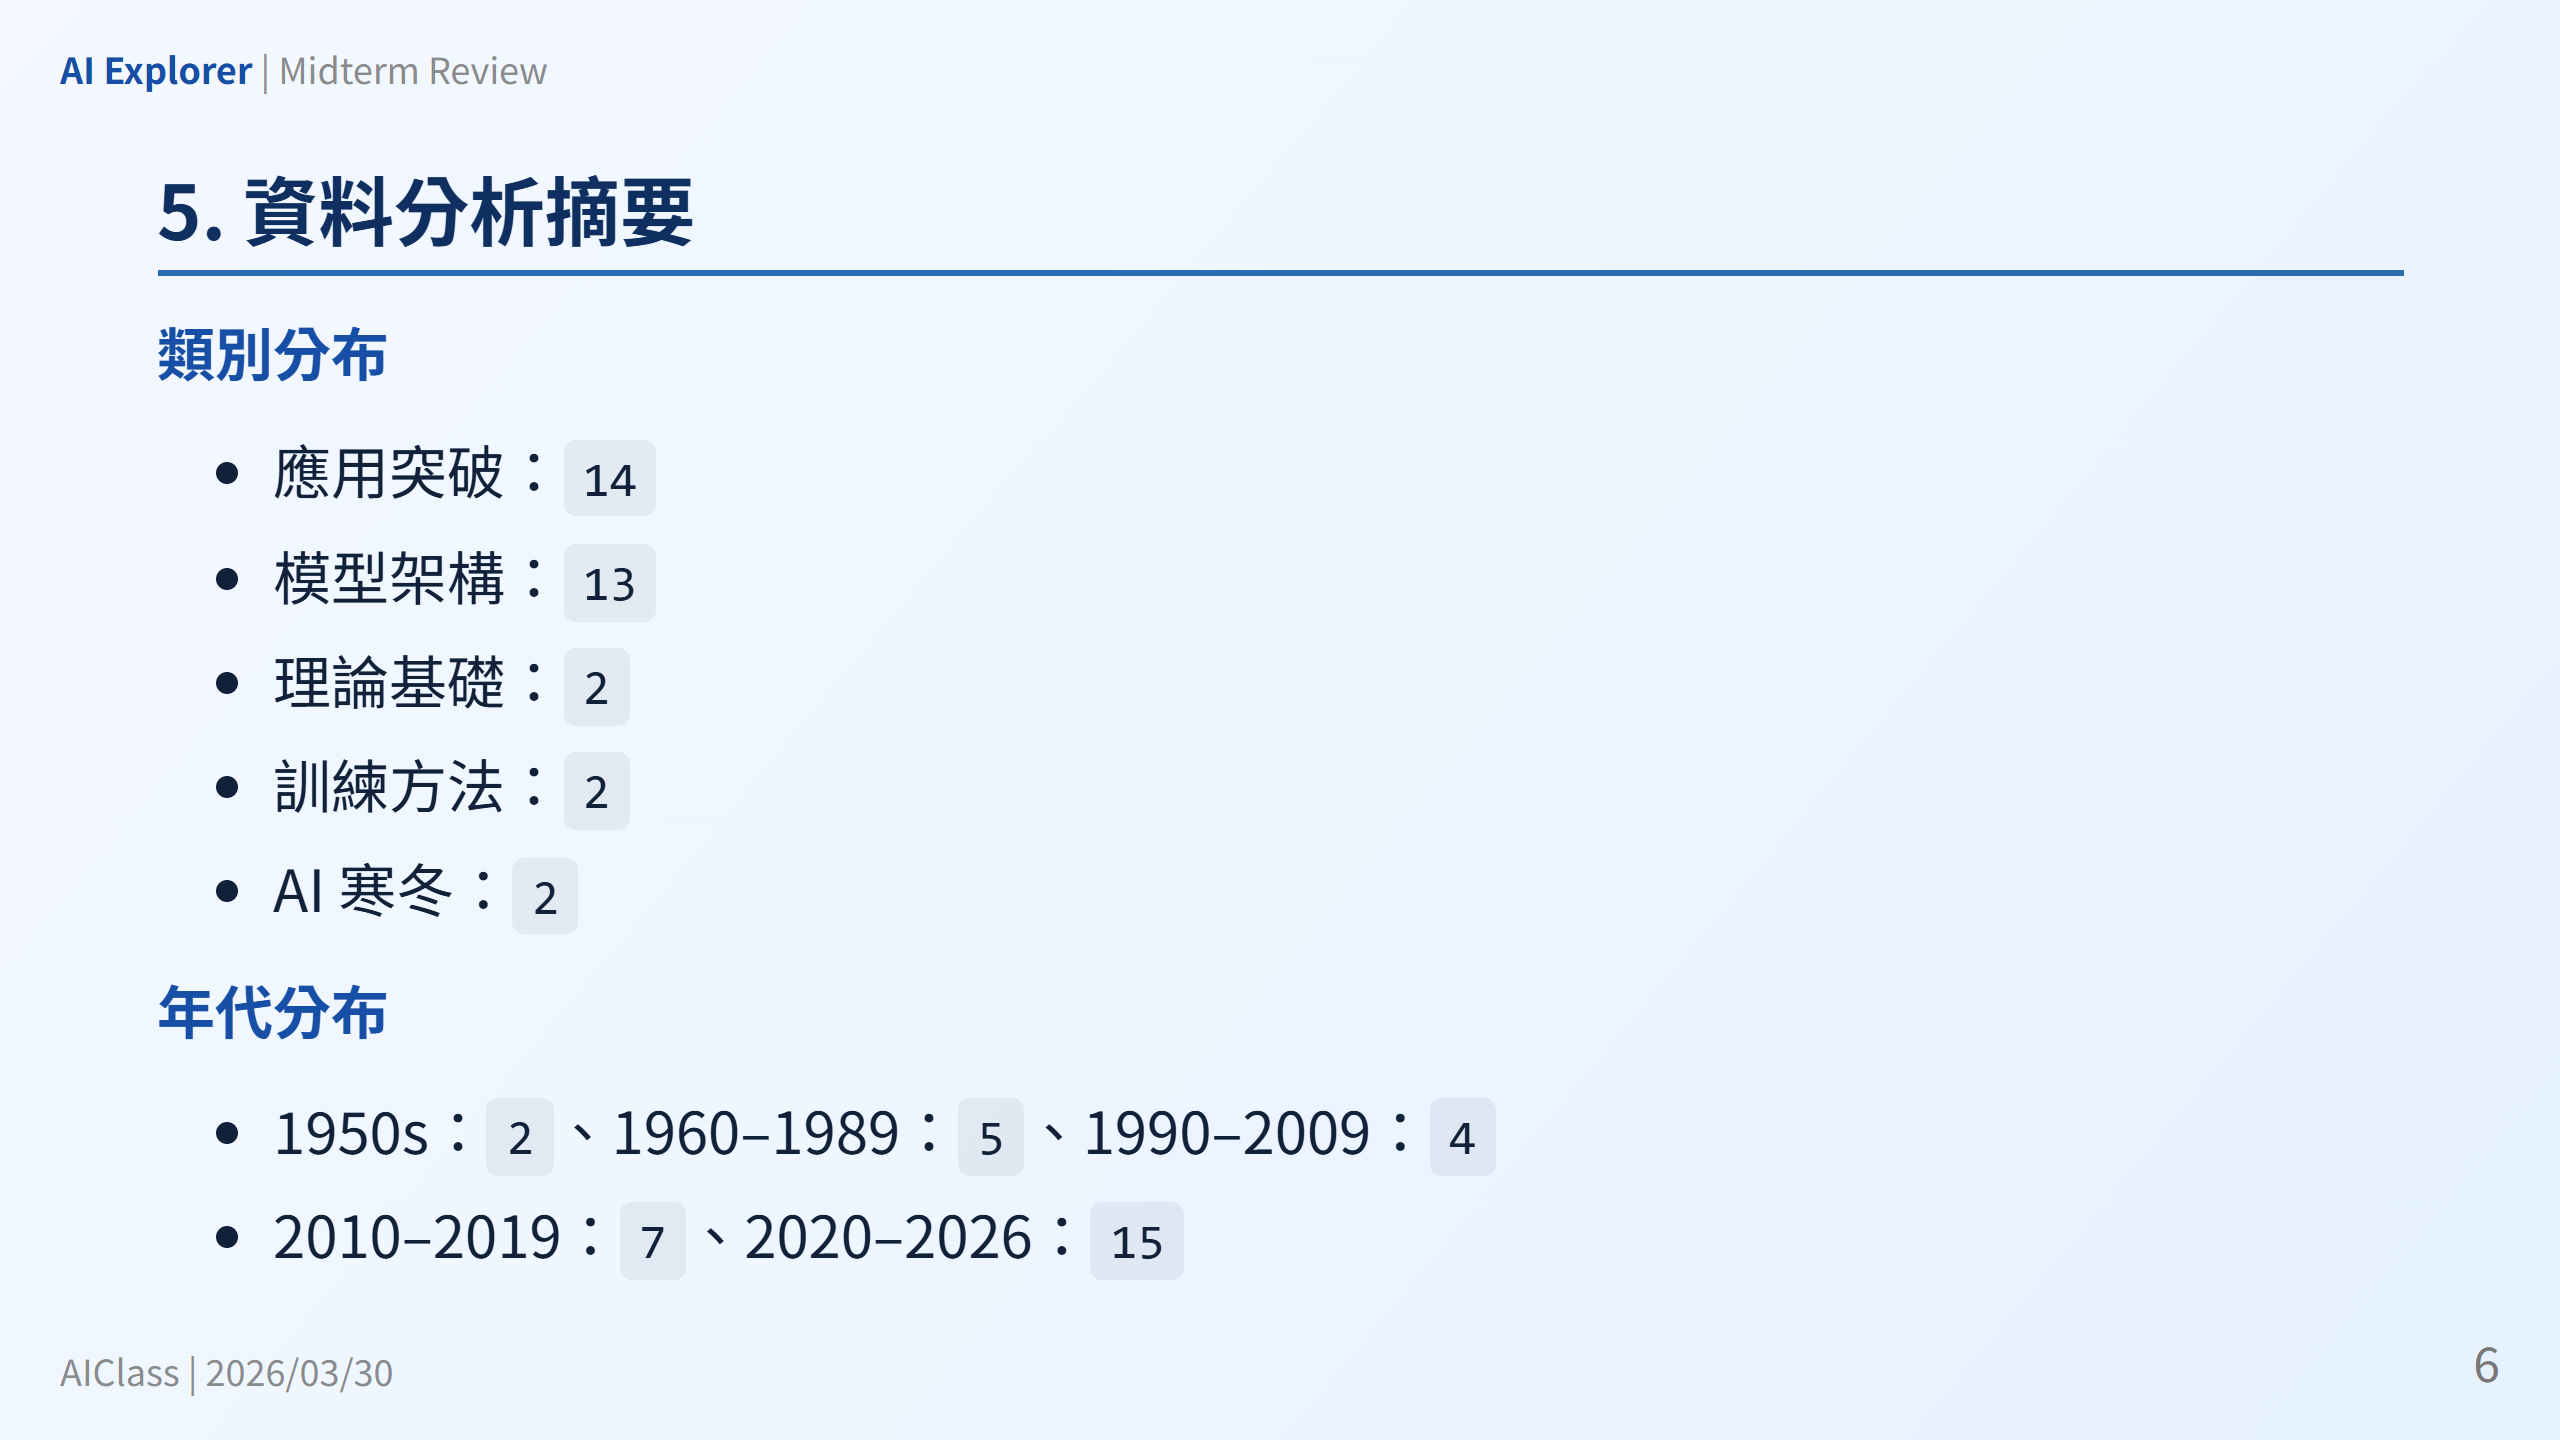 AI Explorer | Midterm Review
5. 資料分析摘要
類別分布
• 應用突破：14
• 模型架構：13
• 理論基礎：2
• 訓練方法：2
• AI 寒冬：2
年代分布
• 1950s：2、1960–1989：5、1990–2009：4
• 2010–2019：7、2020–2026：15
AIClass | 2026/03/30
6